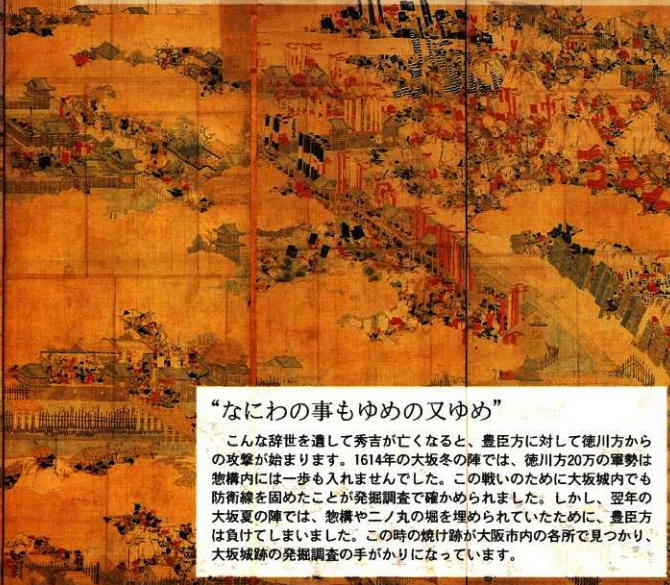 “なにわの事もゆめの又ゆめ”
こんな辞世を遺して秀吉が亡くなると、豊臣方に対して徳川方から
の攻撃が始まります。1614年の大坂冬の陣では、徳川方20万の軍勢は
惣構内には一歩も入れませんでした。この戦いのために大坂城内でも
防衛線を固めたことが発掘調査で確かめられました。しかし、翌年の
大坂夏の陣では、惣構や二ノ丸の堀を埋められていたために、豊臣方
は負けてしまいました。この時の焼け跡が大阪市内の各所で見つかり、
大坂城跡の発掘調査の手がかりになっています。